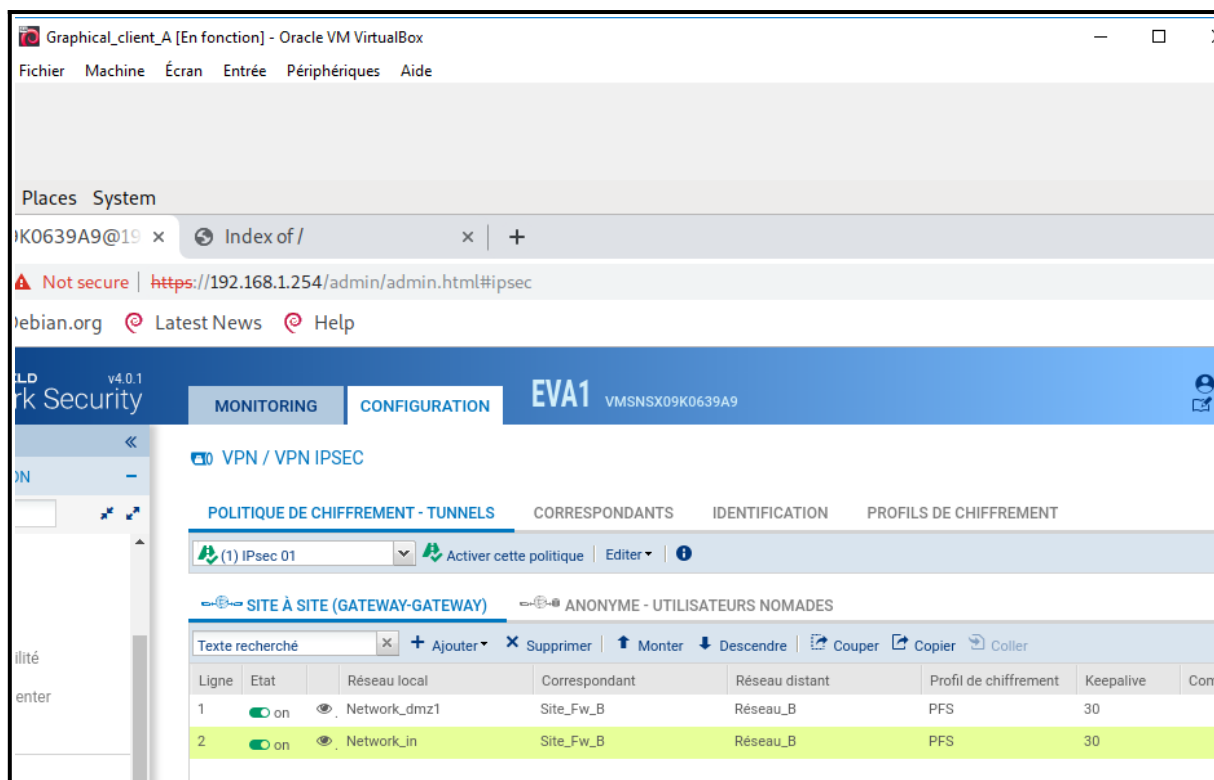 Graphical_client_A [En fonction] - Oracle VM VirtualBox
Fichier Machine Écran Entrée Périphériques Aide
Places System
K0639A9@19 × Index of / × +
Not secure https://192.168.1.254/admin/admin.html#ipsec
Debian.org Latest News Help
v4.0.1
rk Security MONITORING CONFIGURATION EVA1 VMSNSX09K0639A9
VPN / VPN IPSEC
ON
POLITIQUE DE CHIFFREMENT - TUNNELS CORRESPONDANTS IDENTIFICATION PROFILS DE CHIFFREMENT
(1) IPsec 01 Activer cette politique Editer
SITE À SITE (GATEWAY-GATEWAY) ANONYME - UTILISATEURS NOMADES
Texte recherché Ajouter Supprimer Monter Descendre Couper Copier Coller
ilité
enter
Ligne Etat Réseau local Correspondant Réseau distant Profil de chiffrement Keepalive Com
1 on Network_dmz1 Site_Fw_B Réseau_B PFS 30
2 on Network_in Site_Fw_B Réseau_B PFS 30